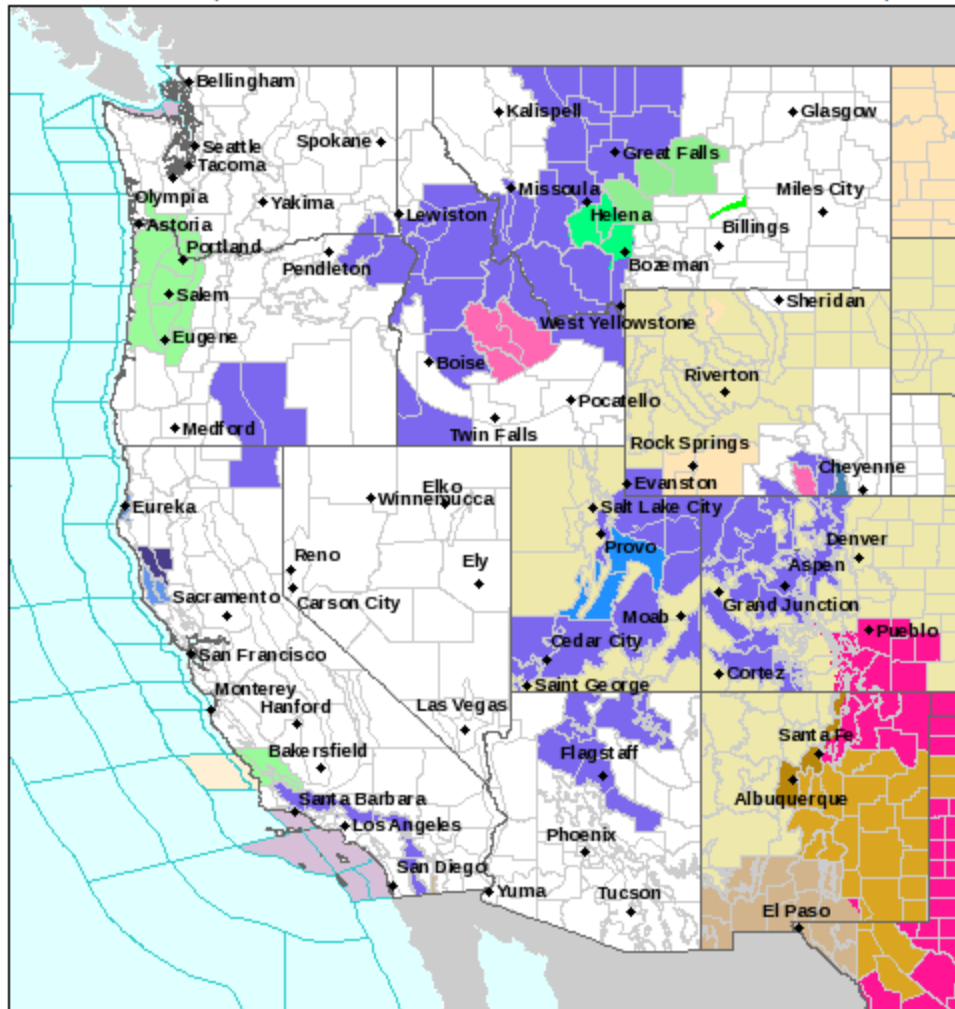 Bellingham
Kalispell
Glasgow
Spokane
Seattle
Great Falls
Tacoma
Missoula
Miles City
Olympia
Yakima
Lewiston
Helena
Astoria
Billings
Portland
Pendleton
Bozeman
Salem
Sheridan
West Yellowstone
Eugene
Boise
Riverton
Pocatello
Medford
Twin Falls
Rock Springs
Cheyenne
Elko
Evanston
Winnemucca
Eureka
Salt Lake City
Denver
Provo
Reno
Ely
Aspen
Sacramento
Carson City
Grand Junction
Moab
Pueblo
Cedar City
San Francisco
Cortez
Saint George
Monterey
Hanford
Las Vegas
Santa Fe
Bakersfield
Flagstaff
Santa Barbara
Albuquerque
Los Angeles
Phoenix
San Diego
Yuma
Tucson
El Paso